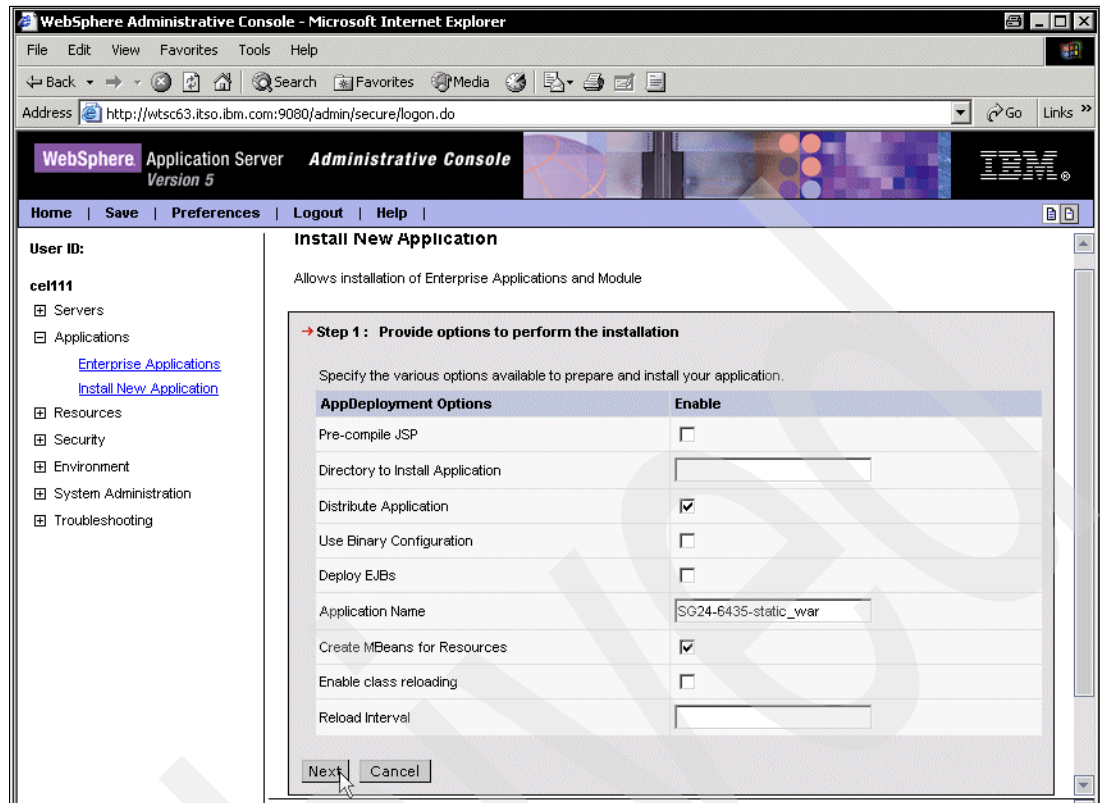 WebSphere Administrative Console - Microsoft Internet Explorer
File Edit View Favorites Tools Help
Back Search Favorites Media
Address http://wtsc63.itso.ibm.com:9080/admin/secure/logon.do Go Links »
WebSphere Application Server Administrative Console
Version 5
IBM®
Home | Save | Preferences | Logout | Help |
User ID:
cel111
Servers
Applications
Enterprise Applications
Install New Application
Resources
Security
Environment
System Administration
Troubleshooting
Install New Application
Allows installation of Enterprise Applications and Module
→ Step 1 : Provide options to perform the installation
Specify the various options available to prepare and install your application.
AppDeployment Options Enable
Pre-compile JSP
Directory to Install Application
Distribute Application
Use Binary Configuration
Deploy EJBs
Application Name SG24-6435-static_war
Create MBeans for Resources
Enable class reloading
Reload Interval
Next Cancel